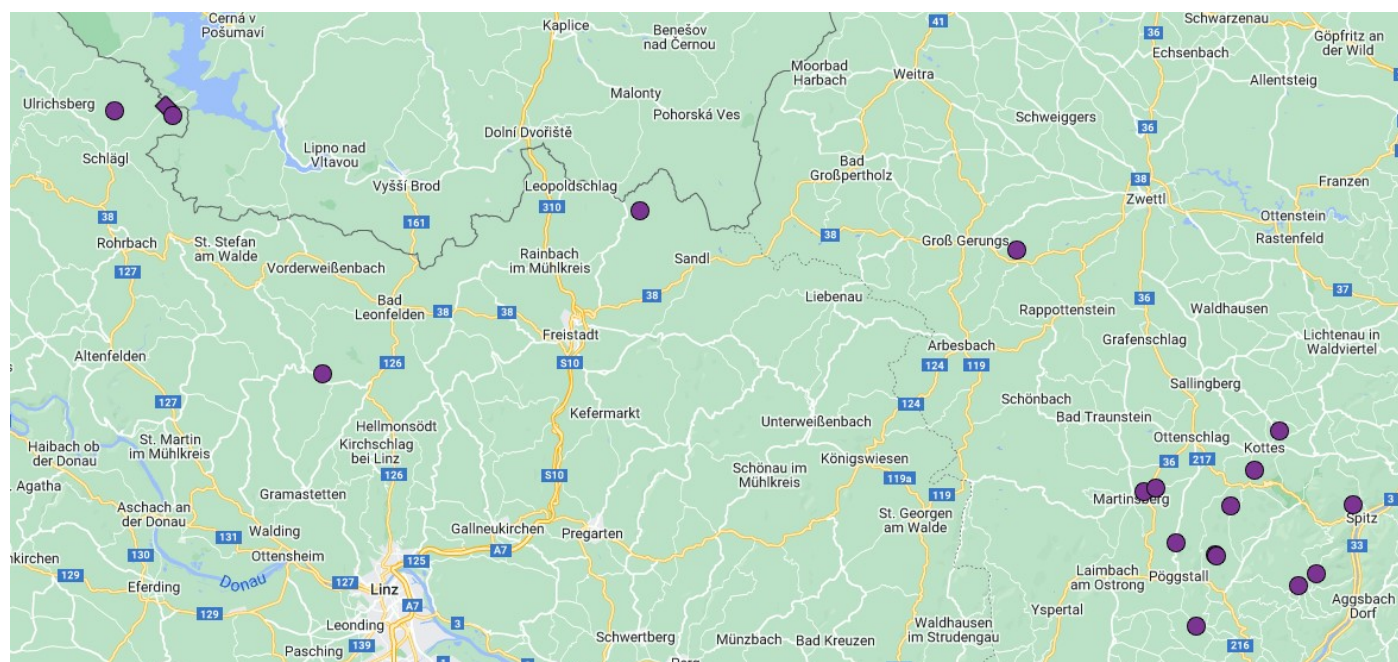 Černá v
Pošumaví
Kaplice
Benešov
nad Černou
41
Schwarzenau
36
Göpfritz an
der Wild
Echsenbach
Moorbad
Harbach
Weitra
Allentsteig
Ulrichsberg
Malonty
Pohorská Ves
Schweiggers
36
Dolní Dvořiště
Lipno nad
Vltavou
Schlägl
Bad
Großpertholz
Vyšší Brod
Leopoldschlag
38
Franzen
Zwettl
310
38
161
Ottenstein
Rastenfeld
Rohrbach
St. Stefan
am Walde
38
Groß Gerungs
Rainbach
im Mühlkreis
Sandl
127
Vorderweißenbach
37
38
Liebenau
36
Bad
Leonfelden
38
38
Rappottenstein
Waldhausen
Freistadt
Lichtenau in
Waldviertel
Grafenschlag
Altenfelden
Arbesbach
126
S10
124
119
Sallingberg
127
124
Schönbach
Kefermarkt
Bad Traunstein
Hellmonsödt
Unterweißenbach
St. Martin
im Mühlkreis
Haibach ob
der Donau
Kirchschlag
bei Linz
Ottenschlag
Kottes
217
Königswiesen
36
Schönau im
Mühlkreis
126
S10
119a
. Agatha
Gramastetten
119
Martinsberg
3
Aschach an
der Donau
St. Georgen
am Walde
Spitz
Gallneukirchen
Walding
Pregarten
131
33
A7
130
Ottensheim
125
nkirchen
Laimbach
am Ostrong
129
Donau
127
Pöggstall
Eferding
Linz
Aggsbach
Dorf
A7
Yspertal
129
3
Leonding
Waldhausen
im Strudengau
139
Schwertberg
Münzbach
Bad Kreuzen
216
Pasching